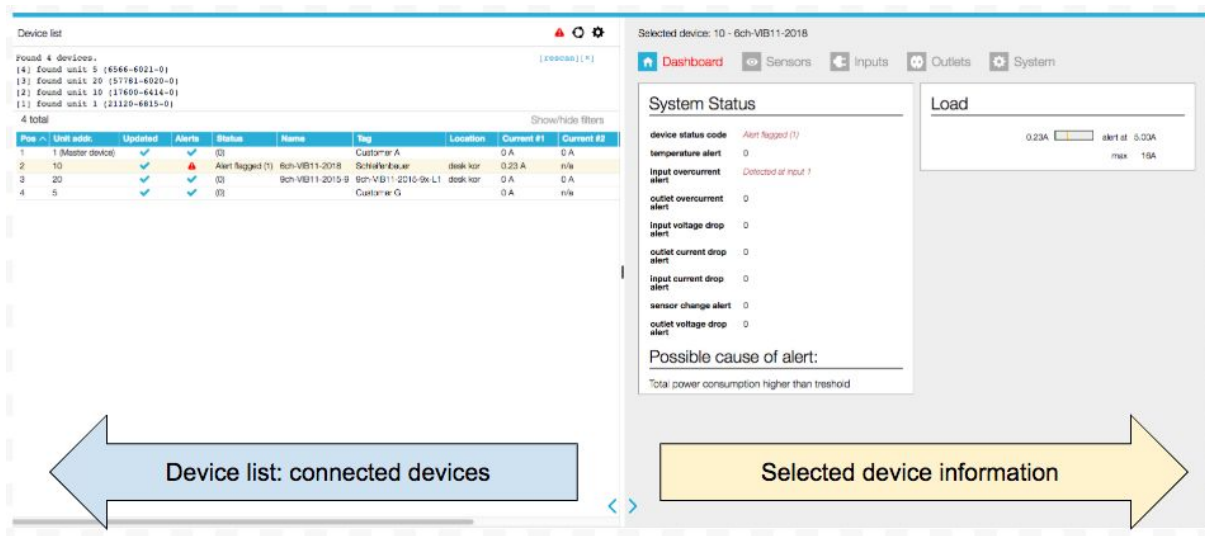 Device list
Found 4 devices. [rescan][*]
[4] found unit 5 (6566-6021-0)
[3] found unit 20 (57781-6020-0)
[2] found unit 10 (17600-6414-0)
[1] found unit 1 (21120-6815-0)
4 total Show/hide filters
Pos Unit addr. Updated Alerts Status Name Tag Location Current #1 Current #2
1 1 (Master device) (0) Customer A 0 A 0 A
2 10 Alert flagged (1) 6ch-VIB11-2018 Schleifenbauer desk kor 0.23 A n/a
3 20 (0) 9ch-VIB11-2015-9 9ch-VIB11-2015-9x-L1 desk kor 0 A n/a
4 5 (0) Customer G 0 A n/a
Device list: connected devices
Selected device: 10 - 6ch-VIB11-2018
Dashboard Sensors Inputs Outlets System
System Status
device status code Alert flagged (1)
temperature alert 0
input overcurrent Detected at input 1
alert
outlet overcurrent 0
alert
input voltage drop 0
alert
outlet current drop 0
alert
input current drop 0
alert
sensor change alert 0
outlet voltage drop 0
alert
Possible cause of alert:
Total power consumption higher than treshold
Load
0.23A alert at 5.00A
max 16A
Selected device information